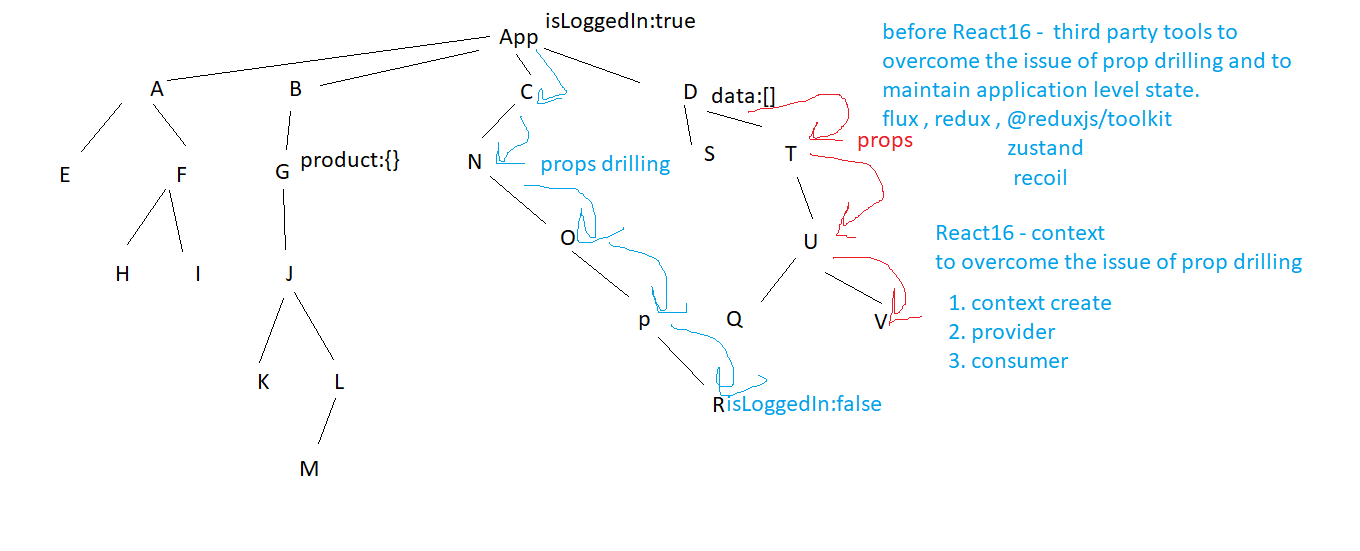 isLoggedIn:true
App
before React16 -  third party tools to
overcome the issue of prop drilling and to
maintain application level state.
flux , redux , @reduxjs/toolkit
zustand
recoil
A
B
C
D
data:[]
props
E
F
G
product:{}
N
props drilling
S
T
O
U
React16 - context
to overcome the issue of prop drilling
H
I
J
1. context create
2. provider
3. consumer
p
Q
V
K
L
R
isLoggedIn:false
M